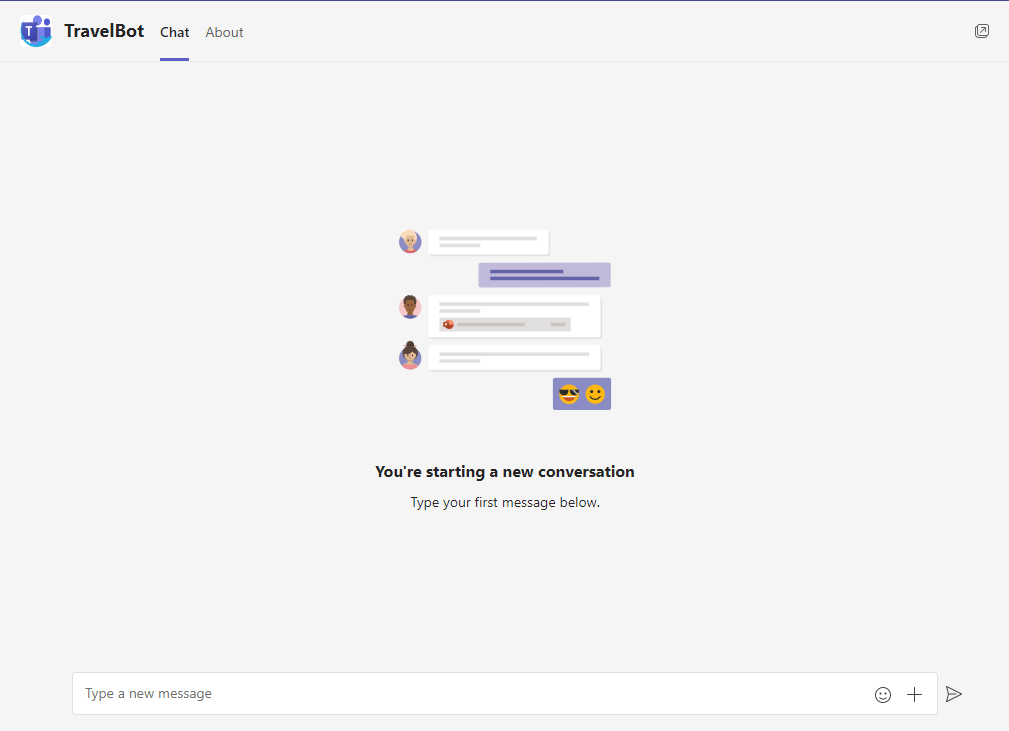 TravelBot Chat About
You're starting a new conversation
Type your first message below.
Type a new message